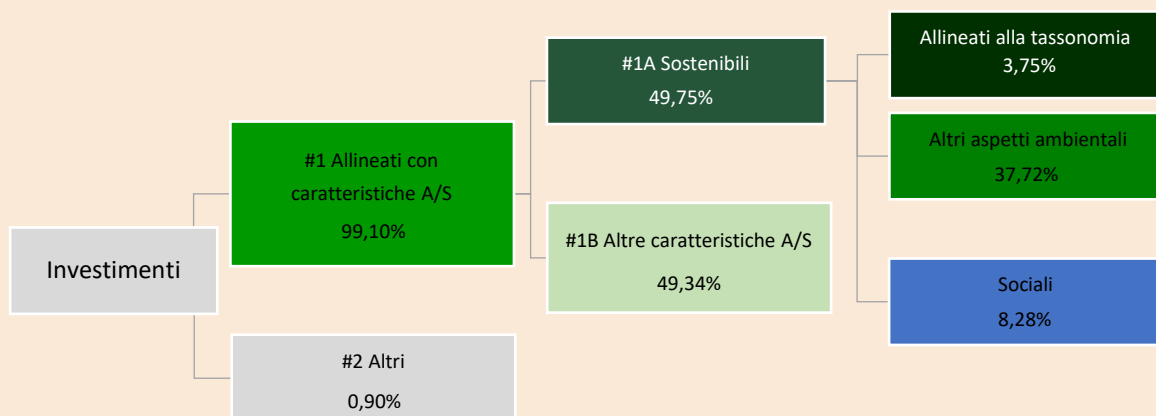 Investimenti
#1 Allineati con
caratteristiche A/S
99,10%
#2 Altri
0,90%
#1A Sostenibili
49,75%
#1B Altre caratteristiche A/S
49,34%
Allineati alla tassonomia
3,75%
Altri aspetti ambientali
37,72%
Sociali
8,28%